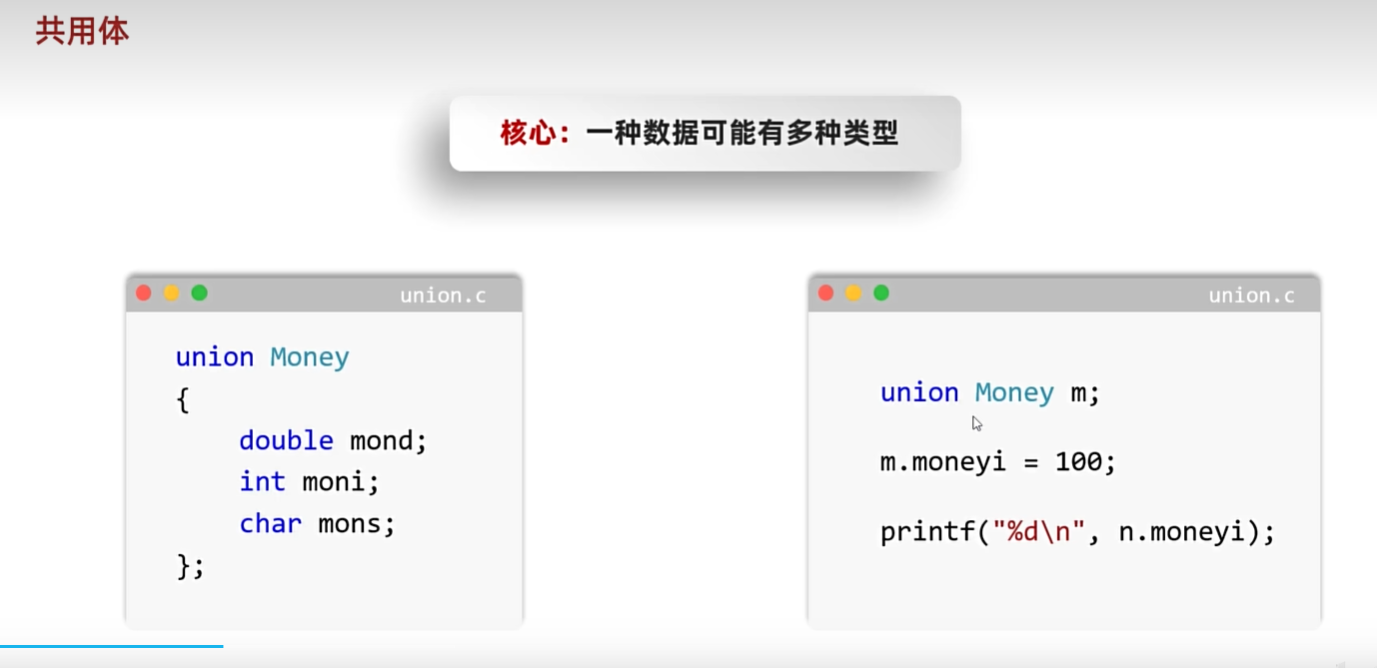 共用体
核心：一种数据可能有多种类型
union.c
union Money
{
    double mond;
    int moni;
    char mons;
};
union.c
union Money m;
m.moneyi = 100;
printf("%d\n", n.moneyi);